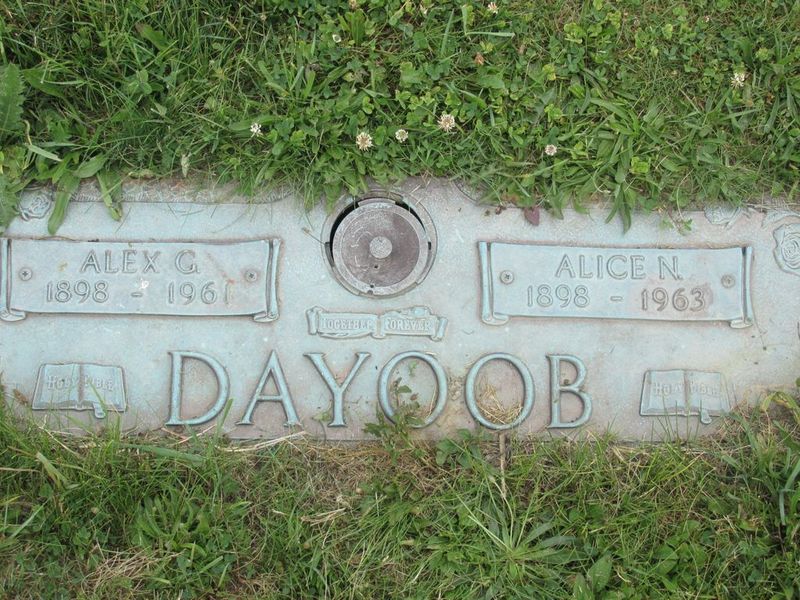 ALEX G.
1898 - 1961
ALICE N.
1898 - 1963
TOGETHER FOREVER
DAYOOB
HOLY BIBLE
HOLY BIBLE